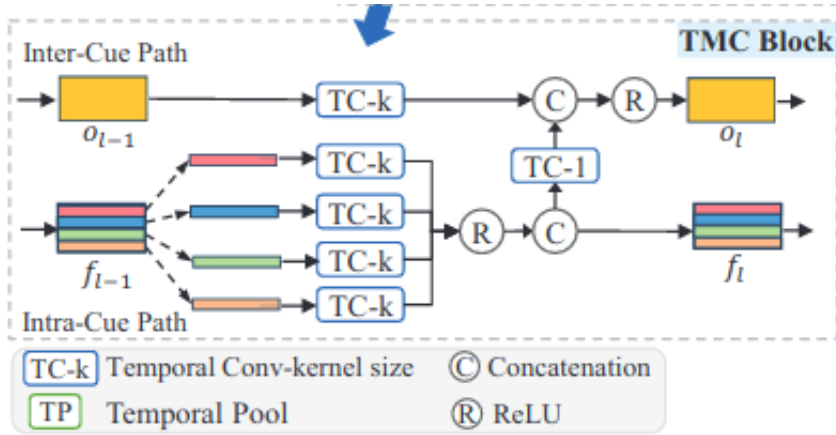 TMC Block
Inter-Cue Path
TC-k
C
R
o_{l-1}
o_l
TC-k
TC-1
TC-k
R
C
TC-k
f_{l-1}
f_l
TC-k
Intra-Cue Path
TC-k Temporal Conv-kernel size
C Concatenation
TP Temporal Pool
R ReLU